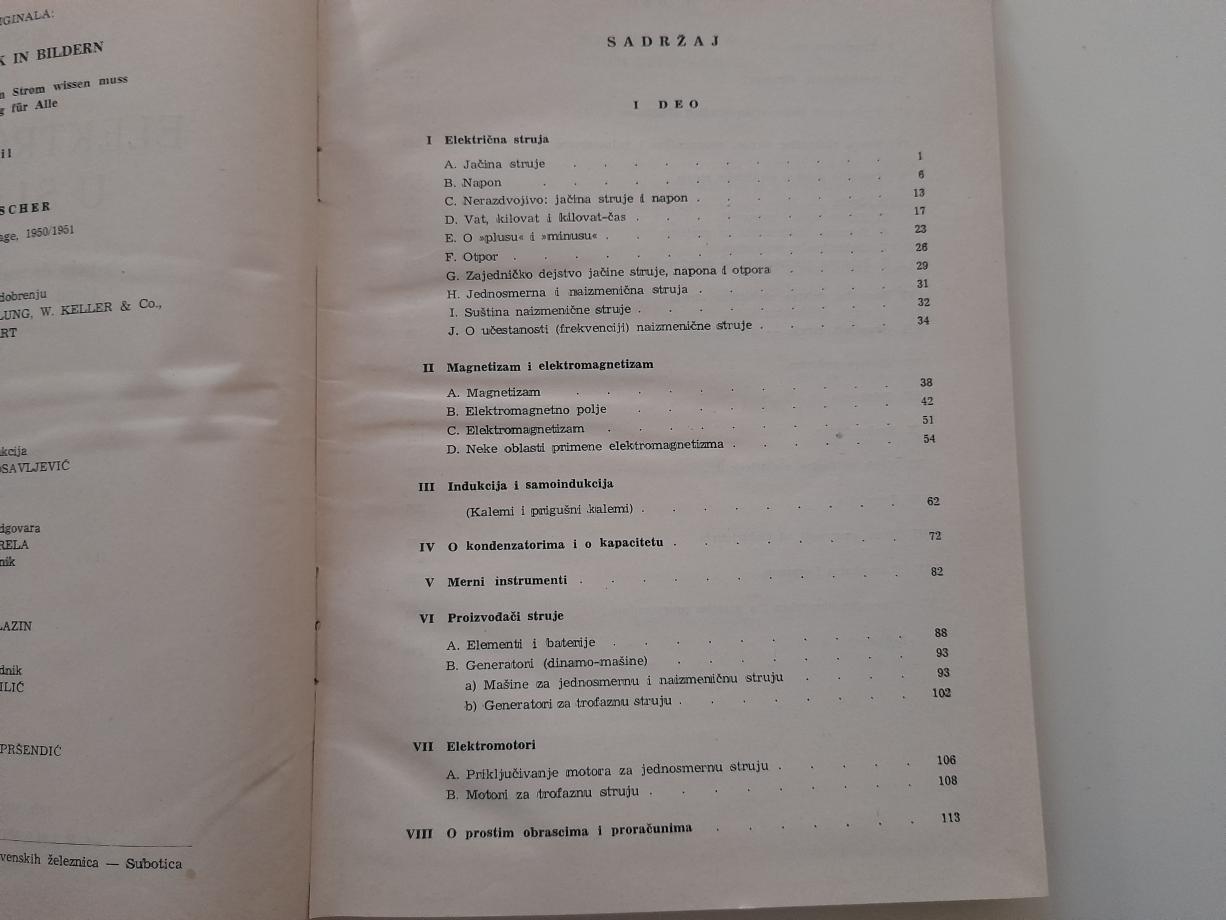 IGINALA:
K IN BILDERN
n Strom wissen muss
g für Alle
il
SCHER
age, 1950/1951
dobrenju
LUNG, W. KELLER & Co.,
RT
kcija
OSAVLJEVIĆ
dgovara
RELA
nik
LAZIN
dnik
ILIĆ
PRŠENDIĆ
venskih železnica — Subotica
SADRŽAJ
I DEO
I Električna struja
A. Jačina struje . . . . . . . . . . 1
B. Napon . . . . . . . . . . . 6
C. Nerazdvojivo: jačina struje i napon . . . . . . . 13
D. Vat, kilovat i kilovat-čas . . . . . . . . . 17
E. O »plusu« i »minusu« . . . . . . . . . . 23
F. Otpor . . . . . . . . . . . . . 26
G. Zajedničko dejstvo jačine struje, napona i otpora . . . . 29
H. Jednosmerna i naizmenična struja . . . . . . . 31
I. Suština naizmenične struje . . . . . . . . . 32
J. O učestanosti (frekvenciji) naizmenične struje . . . . . 34
II Magnetizam i elektromagnetizam
A. Magnetizam . . . . . . . . . . . 38
B. Elektromagnetno polje . . . . . . . . . 42
C. Elektromagnetizam . . . . . . . . . . 51
D. Neke oblasti primene elektromagnetizma . . . . . . 54
III Indukcija i samoindukcija
(Kalemi i prigušni kalemi) . . . . . . . . . 62
IV O kondenzatorima i o kapacitetu . . . . . . . . 72
V Merni instrumenti . . . . . . . . . . . 82
VI Proizvođači struje
A. Elementi i baterije . . . . . . . . . . 88
B. Generatori (dinamo-mašine) . . . . . . . . 93
a) Mašine za jednosmernu i naizmeničnu struju . . . . 93
b) Generatori za trofaznu struju . . . . . . . . 102
VII Elektromotori
A. Priključivanje motora za jednosmernu struju . . . . . 106
B. Motori za trofaznu struju . . . . . . . . . 108
VIII O prostim obrascima i proračunima . . . . . . . 113